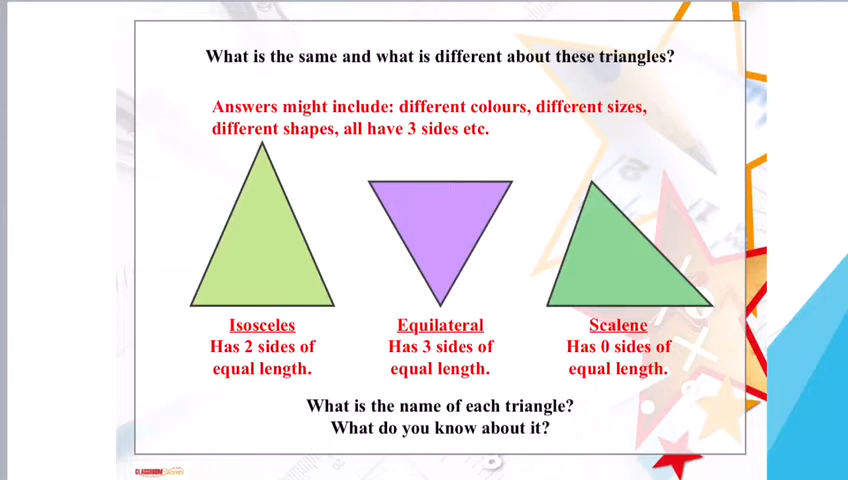 What is the same and what is different about these triangles?
Answers might include: different colours, different sizes,
different shapes, all have 3 sides etc.
Isosceles
Has 2 sides of
equal length.
Equilateral
Has 3 sides of
equal length.
Scalene
Has 0 sides of
equal length.
What is the name of each triangle?
What do you know about it?
CLASSROOM Secrets